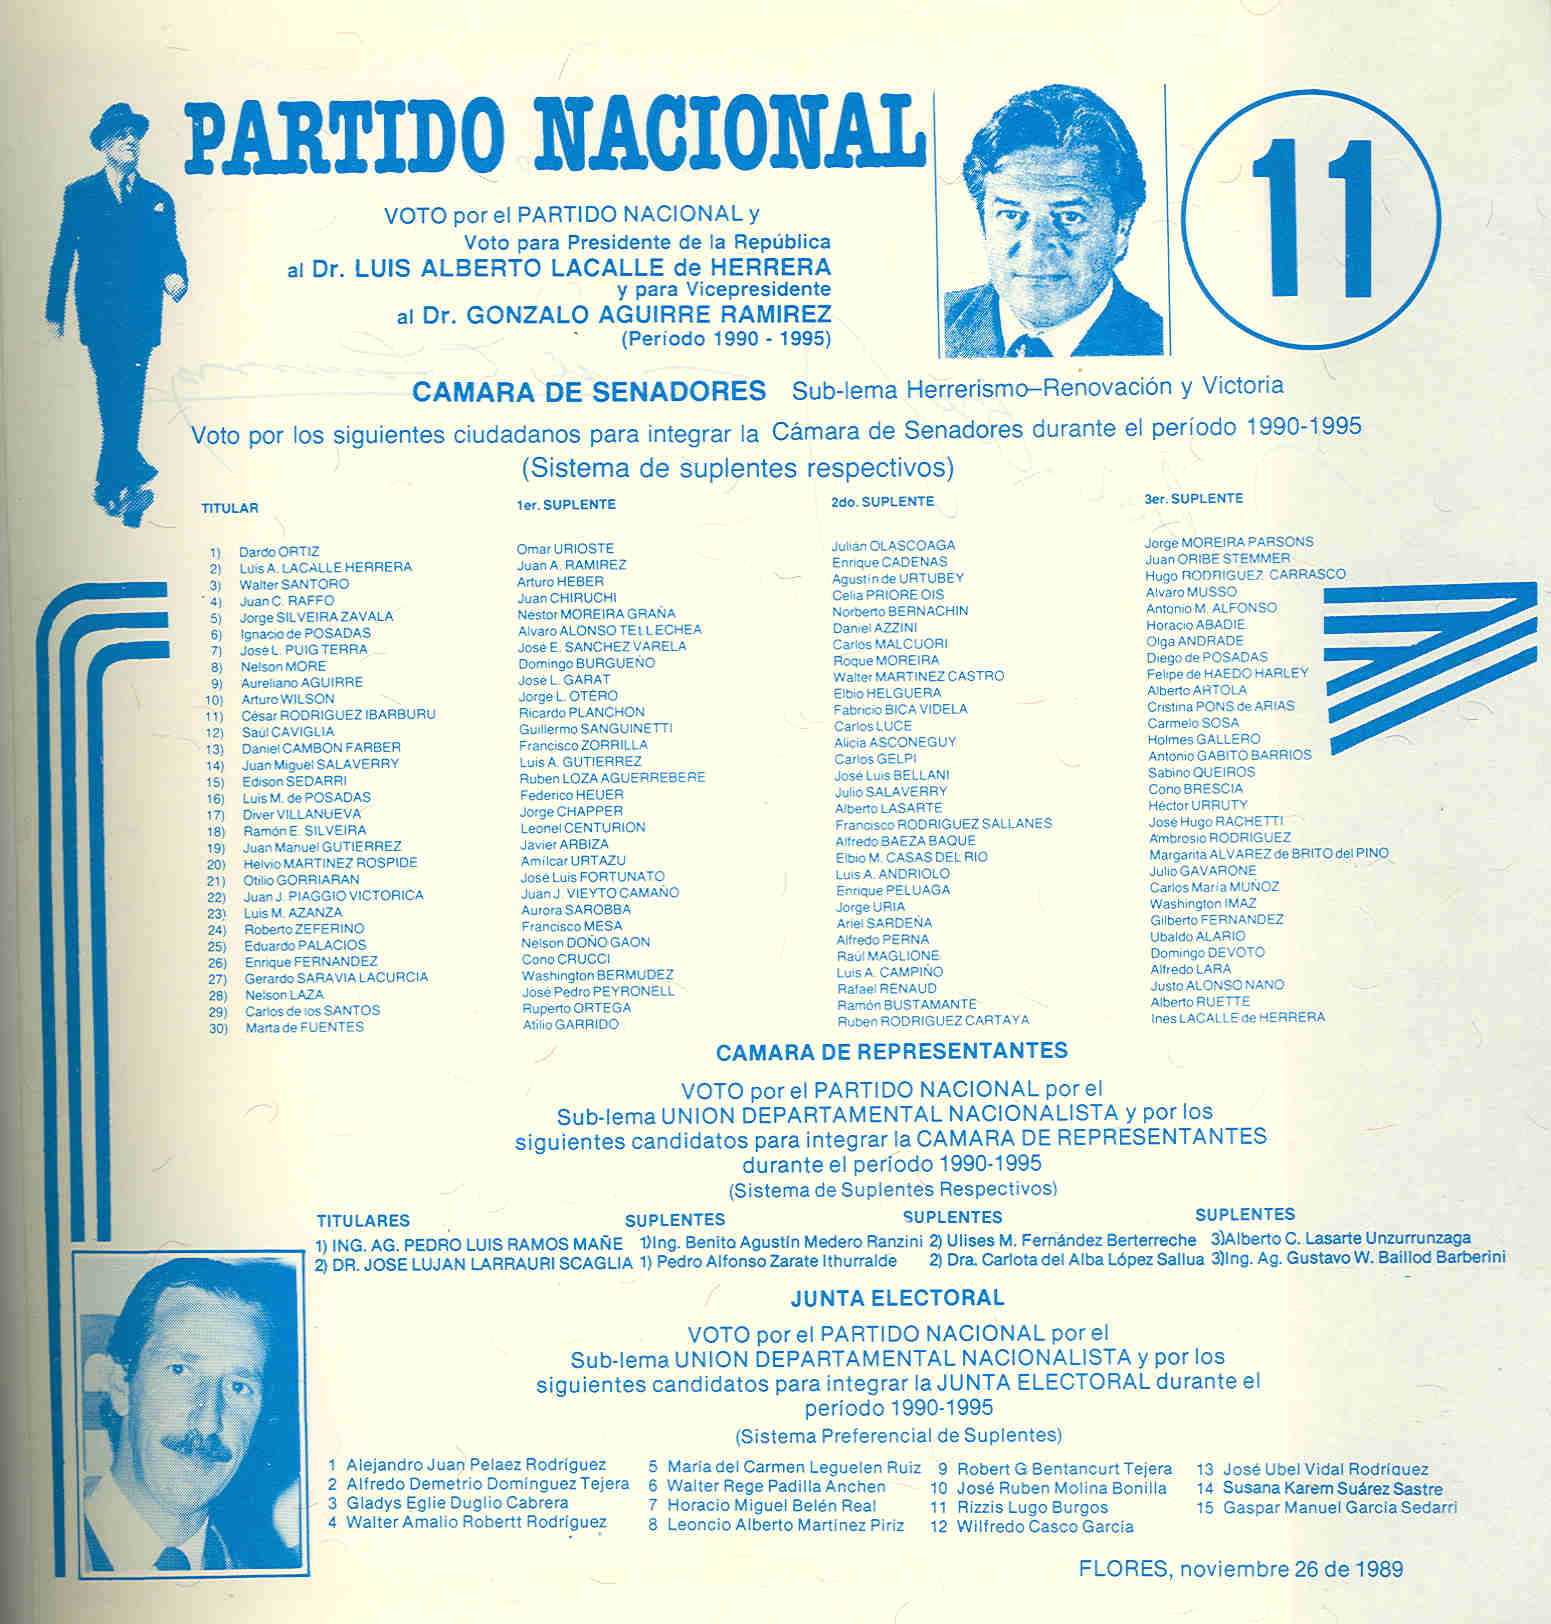 PARTIDO NACIONAL
11
VOTO por el PARTIDO NACIONAL y
Voto para Presidente de la República
al Dr. LUIS ALBERTO LACALLE de HERRERA
y para Vicepresidente
al Dr. GONZALO AGUIRRE RAMIREZ
(Período 1990 - 1995)
CAMARA DE SENADORES Sub-lema Herrerismo—Renovación y Victoria
Voto por los siguientes ciudadanos para integrar la Cámara de Senadores durante el período 1990-1995
(Sistema de suplentes respectivos)
TITULAR 1er. SUPLENTE 2do. SUPLENTE 3er. SUPLENTE
1) Dardo ORTIZ Omar URIOSTE Julián OLASCOAGA Jorge MOREIRA PARSONS
2) Luis A. LACALLE HERRERA Juan A. RAMIREZ Enrique CADENAS Juan ORIBE STEMMER
3) Walter SANTORO Arturo HEBER Agustín de URTUBEY Hugo RODRIGUEZ CARRASCO
4) Juan C. RAFFO Juan CHIRUCHI Celia PRIORE OIS Alvaro MUSSO
5) Jorge SILVEIRA ZAVALA Néstor MOREIRA GRAÑA Norberto BERNACHIN Antonio M. ALFONSO
6) Ignacio de POSADAS Alvaro ALONSO TELLECHEA Daniel AZZINI Horacio ABADIE
7) José L. PUIG TERRA José E. SANCHEZ VARELA Carlos MALCUORI Olga ANDRADE
8) Nelson MORE Domingo BURGUEÑO Roque MOREIRA Diego de POSADAS
9) Aureliano AGUIRRE José L. GARAT Walter MARTINEZ CASTRO Felipe de HAEDO HARLEY
10) Arturo WILSON Jorge L. OTERO Elbio HELGUERA Alberto ARTOLA
11) César RODRIGUEZ IBARBURU Ricardo PLANCHON Fabricio BICA VIDELA Cristina PONS de ARIAS
12) Saúl CAVIGLIA Guillermo SANGUINETTI Carlos LUCE Carmelo SOSA
13) Daniel CAMBON FARBER Francisco ZORRILLA Alicia ASCONEGUY Holmes GALLERO
14) Juan Miguel SALAVERRY Luis A. GUTIERREZ Carlos GELPI Antonio GABITO BARRIOS
15) Edison SEDARRI Ruben LOZA AGUERREBERE José Luis BELLANI Sabino QUEIROS
16) Luis M. de POSADAS Federico HEUER Julio SALAVERRY Cono BRESCIA
17) Diver VILLANUEVA Jorge CHAPPER Alberto LASARTE Héctor URRUTY
18) Ramón E. SILVEIRA Leonel CENTURION Francisco RODRIGUEZ SALLANES José Hugo RACHETTI
19) Juan Manuel GUTIERREZ Javier ARBIZA Alfredo BAEZA BAQUE Ambrosio RODRIGUEZ
20) Helvio MARTINEZ ROSPIDE Amílcar URTAZU Elbio M. CASAS DEL RIO Margarita ALVAREZ de BRITO del PINO
21) Otilio GORRIARAN José Luis FORTUNATO Luis A. ANDRIOLO Julio GAVARONE
22) Juan J. PIAGGIO VICTORICA Juan J. VIEYTO CAMAÑO Enrique PELUAGA Carlos María MUÑOZ
23) Luis M. AZANZA Aurora SAROBBA Jorge URIA Washington IMAZ
24) Roberto ZEFERINO Francisco MESA Ariel SARDEÑA Gilberto FERNANDEZ
25) Eduardo PALACIOS Nelson DOÑO GAON Alfredo PERNA Ubaldo ALARIO
26) Enrique FERNANDEZ Cono CRUCCI Raúl MAGLIONE Domingo DEVOTO
27) Gerardo SARAVIA LACURCIA Washington BERMUDEZ Luis A. CAMPIÑO Alfredo LARA
28) Nelson LAZA José Pedro PEYRONELL Rafael RENAUD Justo ALONSO NANO
29) Carlos de los SANTOS Ruperto ORTEGA Ramón BUSTAMANTE Alberto RUETTE
30) Marta de FUENTES Atilio GARRIDO Ruben RODRIGUEZ CARTAYA Ines LACALLE de HERRERA
CAMARA DE REPRESENTANTES
VOTO por el PARTIDO NACIONAL por el
Sub-lema UNION DEPARTAMENTAL NACIONALISTA y por los
siguientes candidatos para integrar la CAMARA DE REPRESENTANTES
durante el período 1990-1995
(Sistema de Suplentes Respectivos)
TITULARES SUPLENTES SUPLENTES SUPLENTES
1) ING. AG. PEDRO LUIS RAMOS MAÑE 1)Ing. Benito Agustín Medero Ranzini 2) Ulises M. Fernández Berterreche 3)Alberto C. Lasarte Unzurrunzaga
2) DR. JOSE LUJAN LARRAURI SCAGLIA 1) Pedro Alfonso Zarate Ithurralde 2) Dra. Carlota del Alba López Sallua 3)Ing. Ag. Gustavo W. Baillod Barberini
JUNTA ELECTORAL
VOTO por el PARTIDO NACIONAL por el
Sub-lema UNION DEPARTAMENTAL NACIONALISTA y por los
siguientes candidatos para integrar la JUNTA ELECTORAL durante el
período 1990-1995
(Sistema Preferencial de Suplentes)
1 Alejandro Juan Pelaez Rodríguez 5 María del Carmen Leguelen Ruiz 9 Robert G Bentancurt Tejera 13 José Ubel Vidal Rodríguez
2 Alfredo Demetrio Domínguez Tejera 6 Walter Rege Padilla Anchen 10 José Ruben Molina Bonilla 14 Susana Karem Suárez Sastre
3 Gladys Eglie Duglio Cabrera 7 Horacio Miguel Belén Real 11 Rizzis Lugo Burgos 15 Gaspar Manuel García Sedarri
4 Walter Amalio Robertt Rodríguez 8 Leoncio Alberto Martínez Piriz 12 Wilfredo Casco García
FLORES, noviembre 26 de 1989